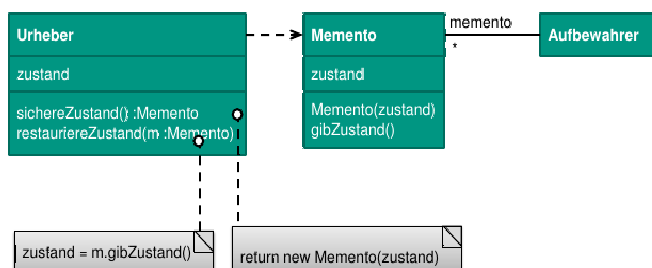 Urheber
zustand
sichereZustand() :Memento
restauriereZustand(m :Memento)
Memento
zustand
Memento(zustand)
gibZustand()
memento
*
Aufbewahrer
zustand = m.gibZustand()
return new Memento(zustand)